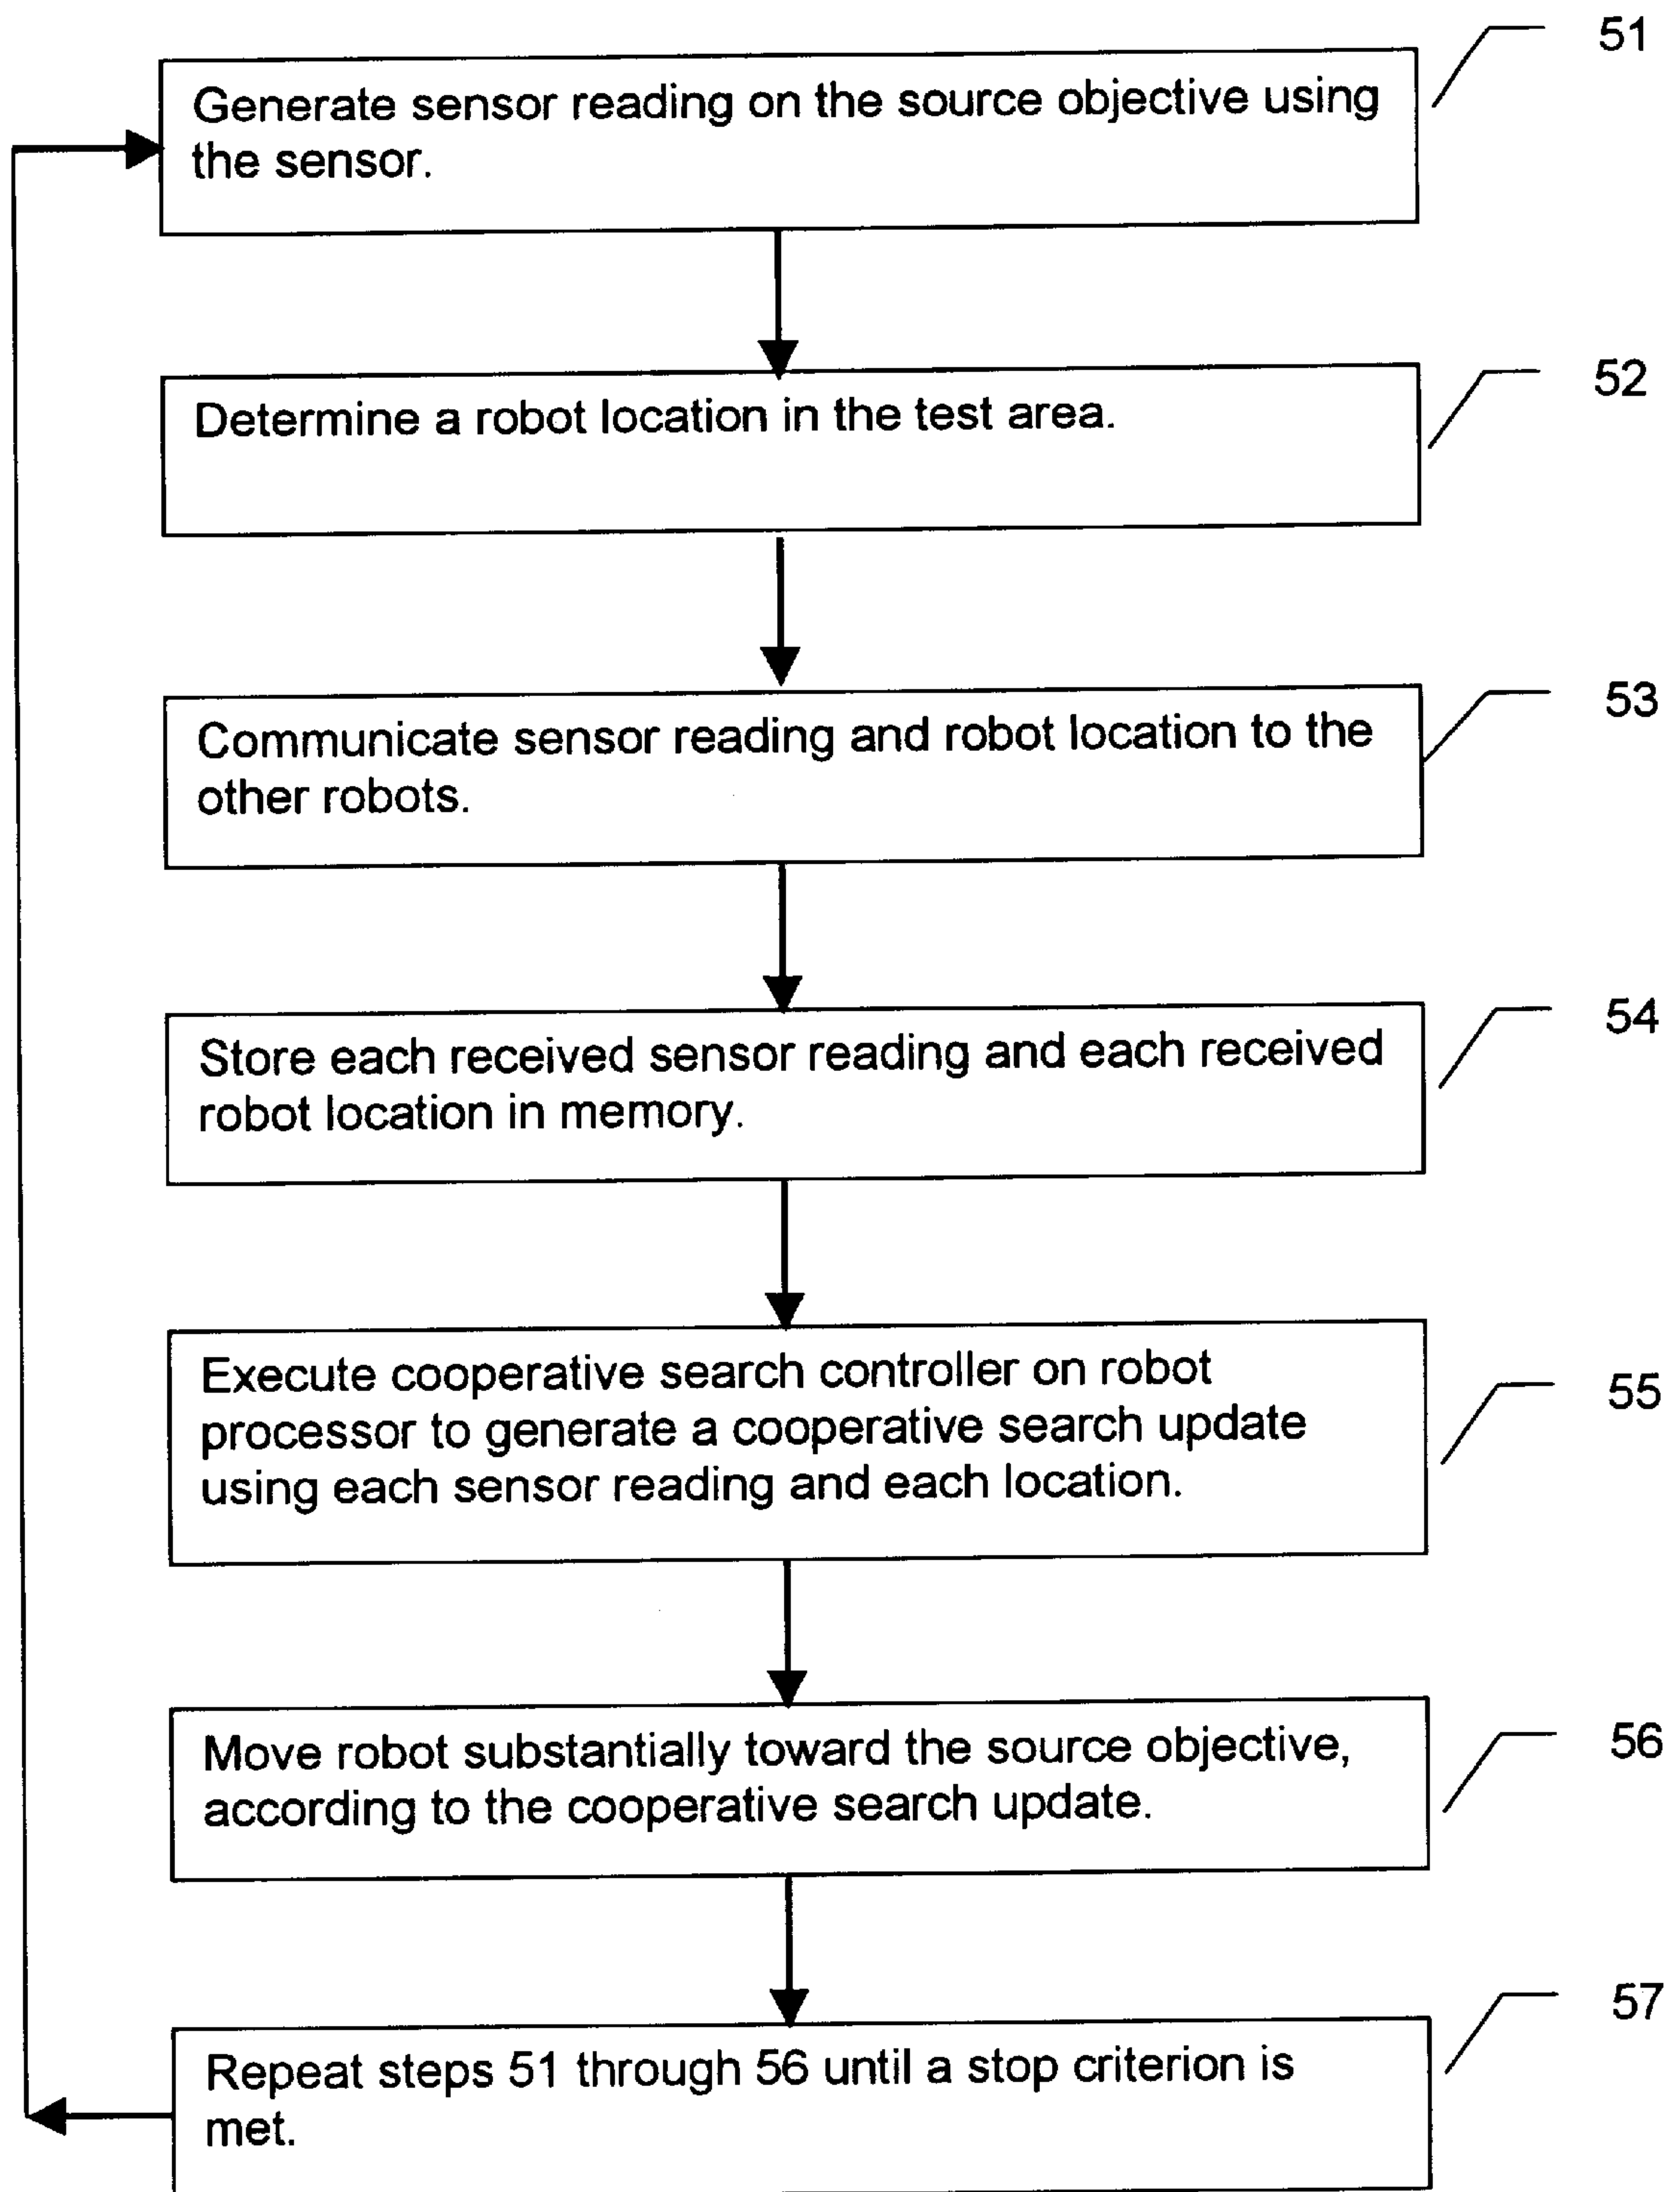 51
Generate sensor reading on the source objective using
the sensor.
52
Determine a robot location in the test area.
53
Communicate sensor reading and robot location to the
other robots.
54
Store each received sensor reading and each received
robot location in memory.
55
Execute cooperative search controller on robot
processor to generate a cooperative search update
using each sensor reading and each location.
56
Move robot substantially toward the source objective,
according to the cooperative search update.
57
Repeat steps 51 through 56 until a stop criterion is
met.